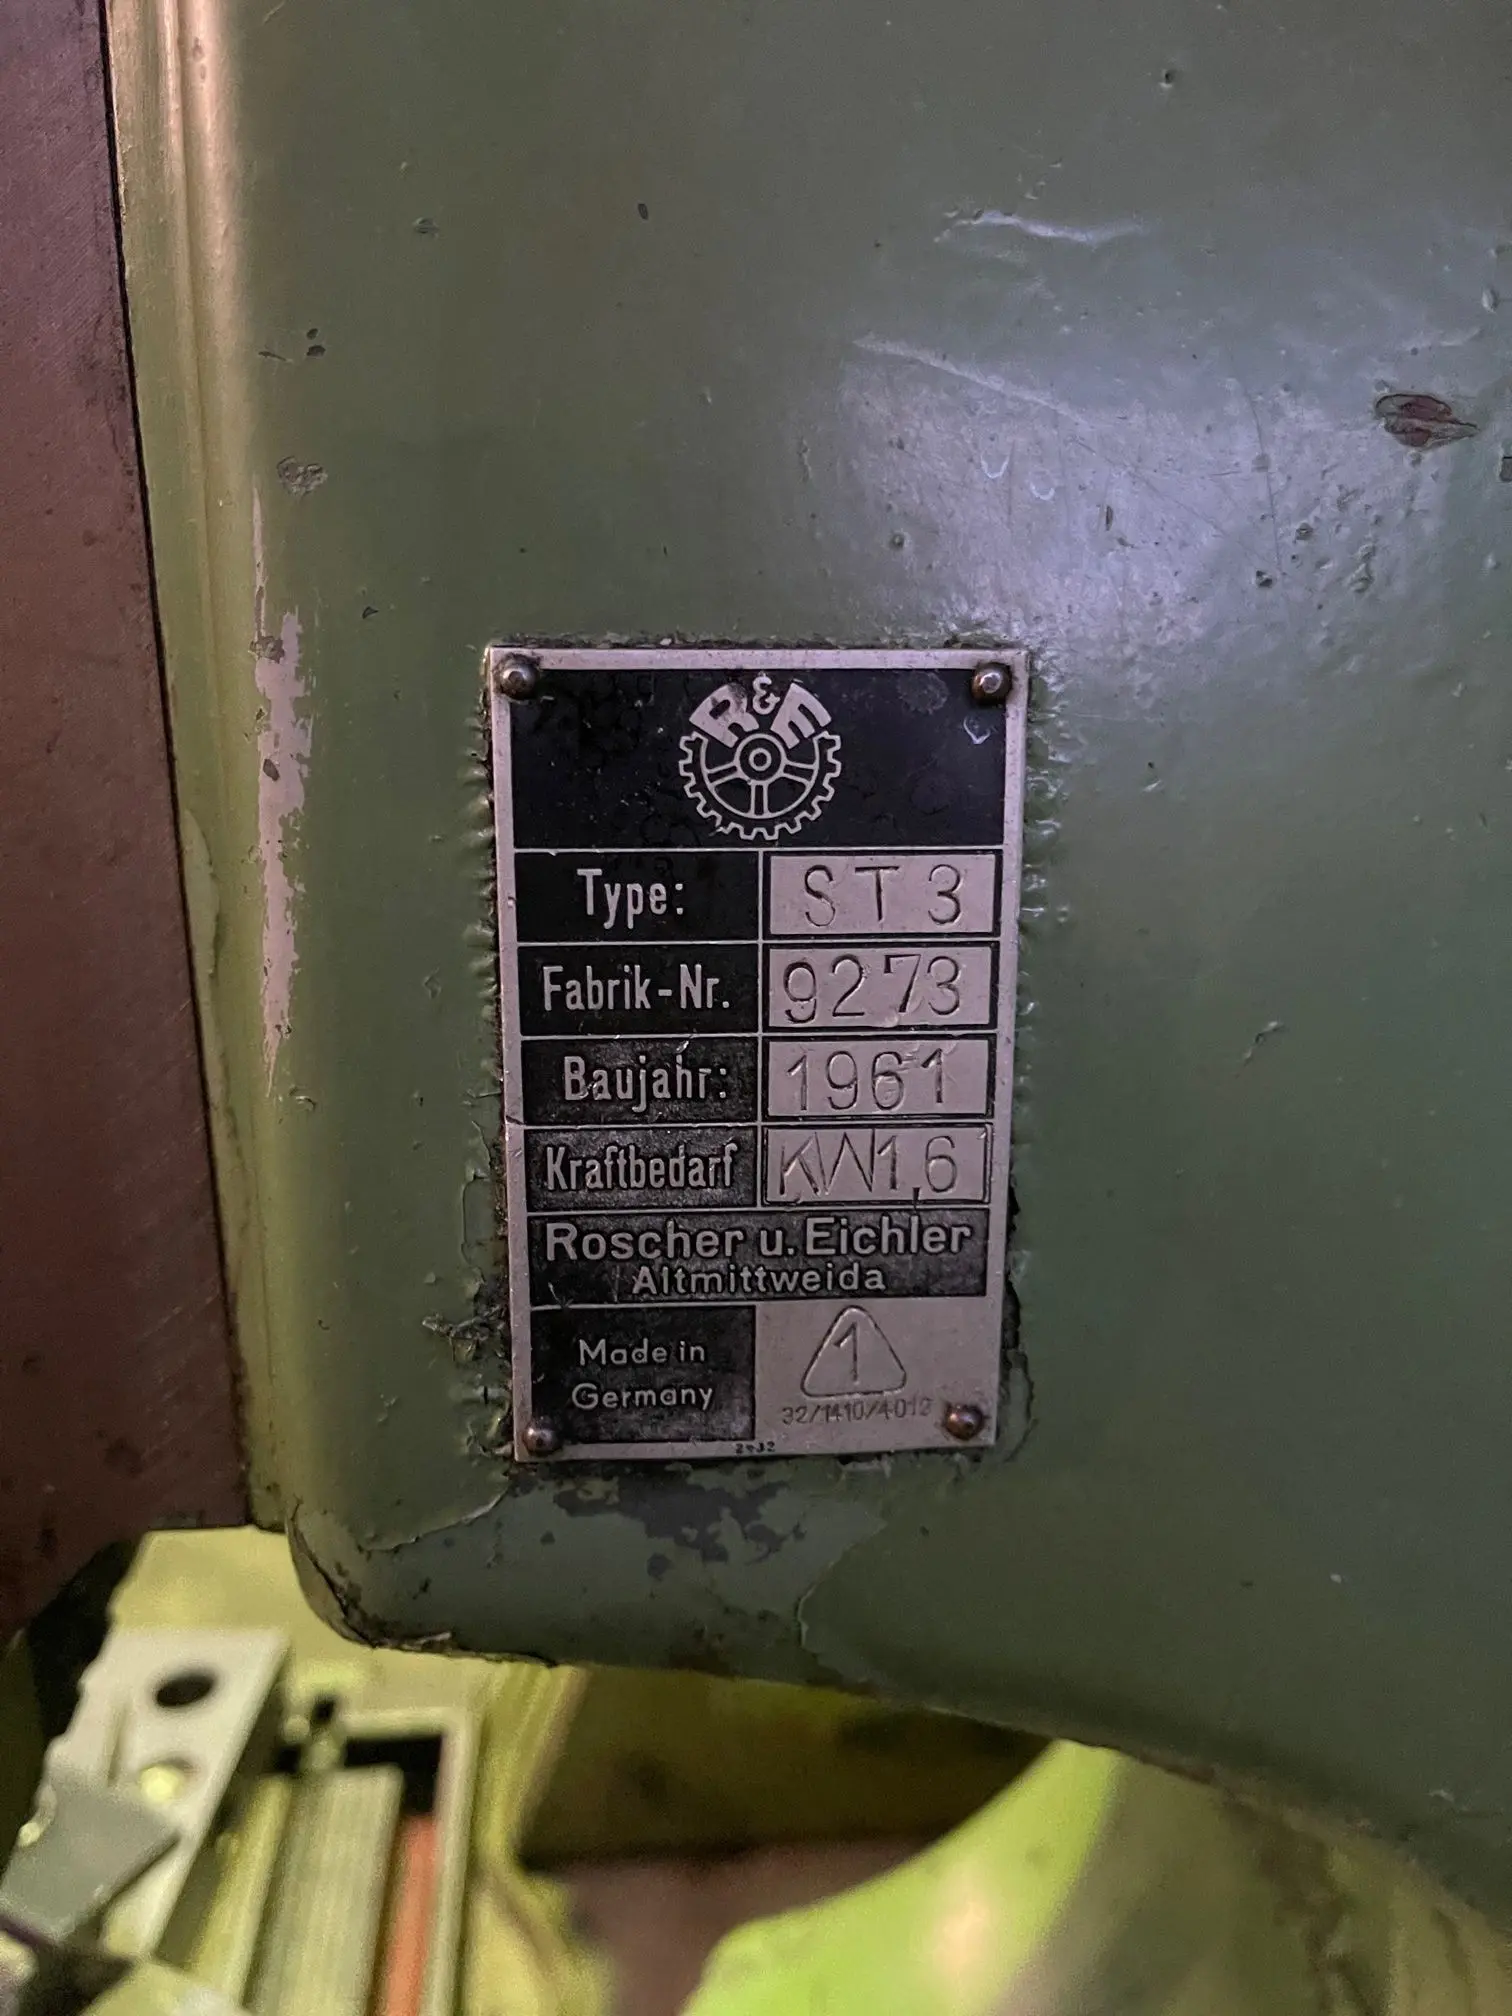 R&E
Type: ST3
Fabrik-Nr. 9273
Baujahr: 1961
Kraftbedarf KW1,6
Roscher u. Eichler
Altmittweida
Made in
Germany
1
32/1410/4012
2432